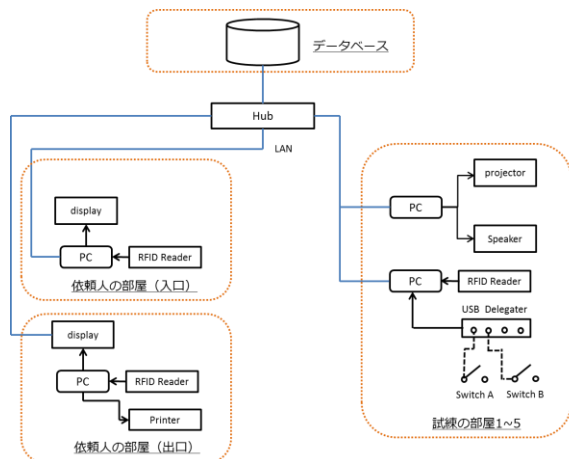 データベース
Hub
LAN
display
PC
RFID Reader
依頼人の部屋（入口）
display
PC
RFID Reader
Printer
依頼人の部屋（出口）
projector
PC
Speaker
PC
RFID Reader
USB Delegater
Switch A
Switch B
試練の部屋1~5